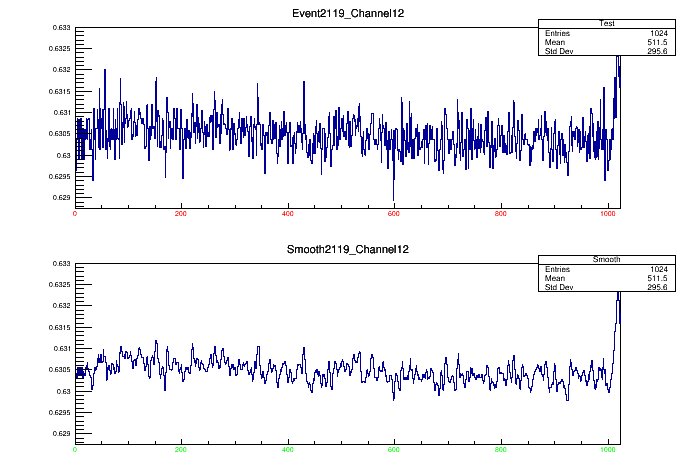 Event2119_Channel12
Test
Entries 1024
Mean 511.5
Std Dev 295.6
0.633
0.6325
0.632
0.6315
0.631
0.6305
0.63
0.6295
0.629
0 200 400 600 800 1000
Smooth2119_Channel12
Smooth
Entries 1024
Mean 511.5
Std Dev 295.6
0.633
0.6325
0.632
0.6315
0.631
0.6305
0.63
0.6295
0.629
0 200 400 600 800 1000